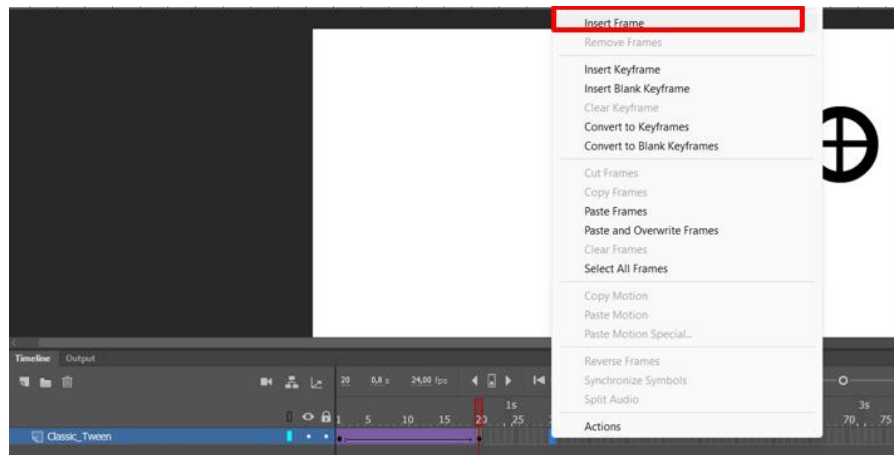 Insert Frame
Remove Frames
Insert Keyframe
Insert Blank Keyframe
Clear Keyframe
Convert to Keyframes
Convert to Blank Keyframes
Cut Frames
Copy Frames
Paste Frames
Paste and Overwrite Frames
Clear Frames
Select All Frames
Copy Motion
Paste Motion
Paste Motion Special...
Reverse Frames
Synchronize Symbols
Split Audio
Actions
Timeline Output
20 0,8 s 24,00 fps
1s 3s
1 5 10 15 25 70 75
Classic_Tween